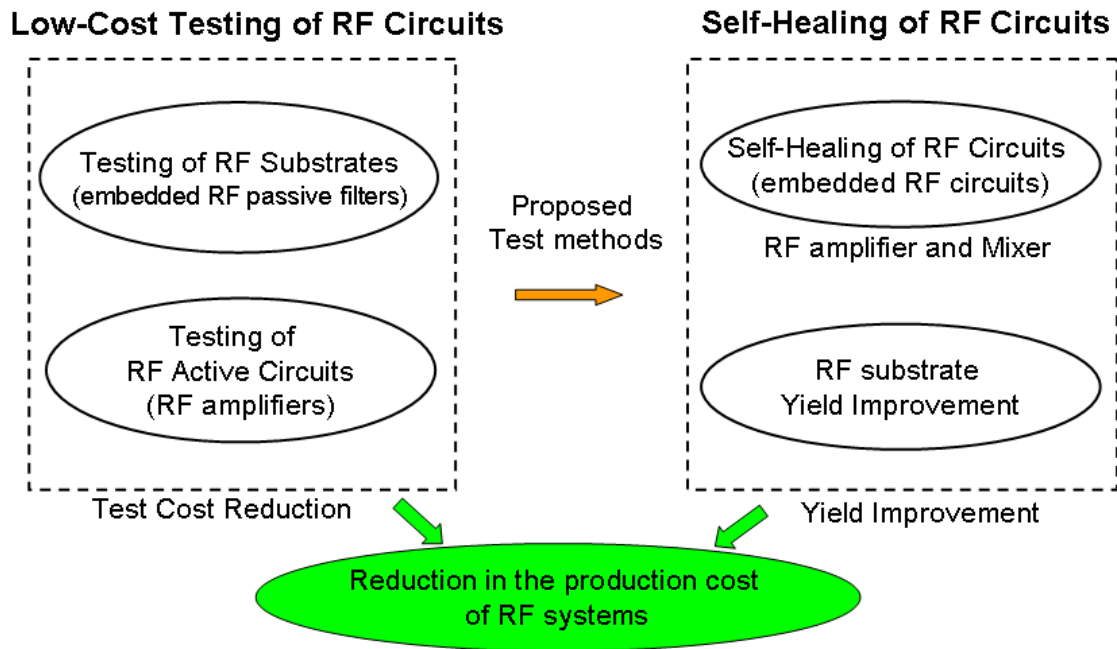 Low-Cost Testing of RF Circuits
Testing of RF Substrates
(embedded RF passive filters)
Testing of
RF Active Circuits
(RF amplifiers)
Test Cost Reduction
Proposed
Test methods
Self-Healing of RF Circuits
Self-Healing of RF Circuits
(embedded RF circuits)
RF amplifier and Mixer
RF substrate
Yield Improvement
Yield Improvement
Reduction in the production cost
of RF systems